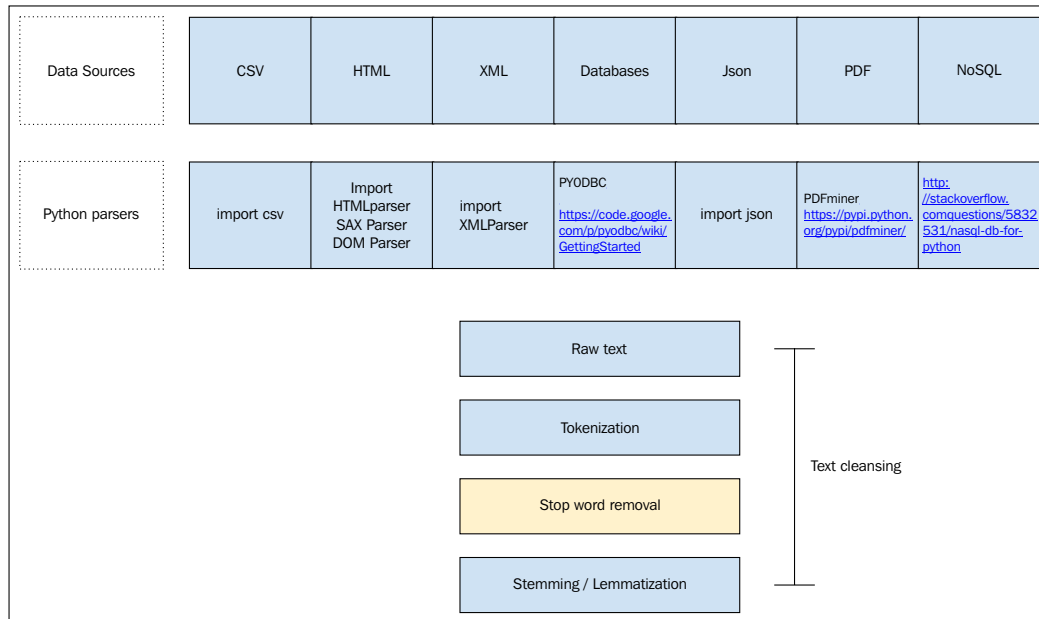 Data Sources
CSV
HTML
XML
Databases
Json
PDF
NoSQL
Python parsers
import csv
Import
HTMLparser
SAX Parser
DOM Parser
import
XMLParser
PYODBC
https://code.google.
com/p/pyodbc/wiki/
GettingStarted
import json
PDFminer
https://pypi.python.
org/pypi/pdfminer/
http:
//stackoverflow.
comquestions/5832
531/nasql-db-for-
python
Raw text
Tokenization
Stop word removal
Stemming / Lemmatization
Text cleansing